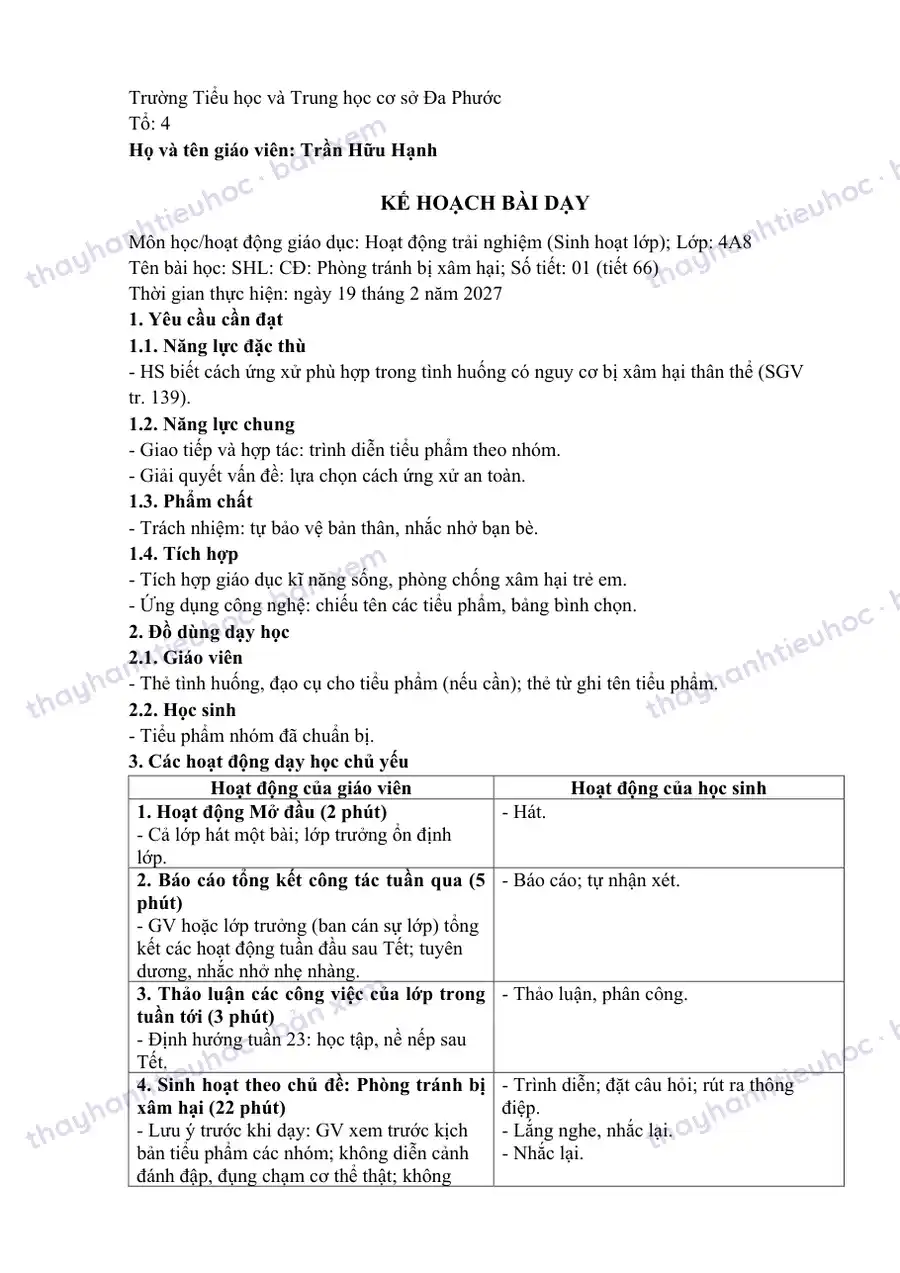 Trường Tiểu học và Trung học cơ sở Đa Phước
Tổ: 4
Họ và tên giáo viên: Trần Hữu Hạnh
KẾ HOẠCH BÀI DẠY
Môn học/hoạt động giáo dục: Hoạt động trải nghiệm (Sinh hoạt lớp); Lớp: 4A8
Tên bài học: SHL: CĐ: Phòng tránh bị xâm hại; Số tiết: 01 (tiết 66)
Thời gian thực hiện: ngày 19 tháng 2 năm 2027
1. Yêu cầu cần đạt
1.1. Năng lực đặc thù
- HS biết cách ứng xử phù hợp trong tình huống có nguy cơ bị xâm hại thân thể (SGV
tr. 139).
1.2. Năng lực chung
- Giao tiếp và hợp tác: trình diễn tiểu phẩm theo nhóm.
- Giải quyết vấn đề: lựa chọn cách ứng xử an toàn.
1.3. Phẩm chất
- Trách nhiệm: tự bảo vệ bản thân, nhắc nhở bạn bè.
1.4. Tích hợp
- Tích hợp giáo dục kĩ năng sống, phòng chống xâm hại trẻ em.
- Ứng dụng công nghệ: chiếu tên các tiểu phẩm, bảng bình chọn.
2. Đồ dùng dạy học
2.1. Giáo viên
- Thẻ tình huống, đạo cụ cho tiểu phẩm (nếu cần); thẻ từ ghi tên tiểu phẩm.
2.2. Học sinh
- Tiểu phẩm nhóm đã chuẩn bị.
3. Các hoạt động dạy học chủ yếu
Hoạt động của giáo viên
Hoạt động của học sinh
1. Hoạt động Mở đầu (2 phút)
- Cả lớp hát một bài; lớp trưởng ổn định
lớp.
- Hát.
2. Báo cáo tổng kết công tác tuần qua (5
phút)
- GV hoặc lớp trưởng (ban cán sự lớp) tổng
kết các hoạt động tuần đầu sau Tết; tuyên
dương, nhắc nhở nhẹ nhàng.
- Báo cáo; tự nhận xét.
3. Thảo luận các công việc của lớp trong
tuần tới (3 phút)
- Định hướng tuần 23: học tập, nề nếp sau
Tết.
- Thảo luận, phân công.
4. Sinh hoạt theo chủ đề: Phòng tránh bị
xâm hại (22 phút)
- Lưu ý trước khi dạy: GV xem trước kịch
bản tiểu phẩm các nhóm; không diễn cảnh
đánh đập, đụng chạm cơ thể thật; không
- Trình diễn; đặt câu hỏi; rút ra thông
điệp.
- Lắng nghe, nhắc lại.
- Nhắc lại.
thayhanhtieuhoc · bản xem
thayhanhtieuhoc · b
thayhanhtieuhoc · bản xem
thayhanhtieuhoc · b
thayhanhtieuhoc · bản xem
thayhanhtieuhoc · b